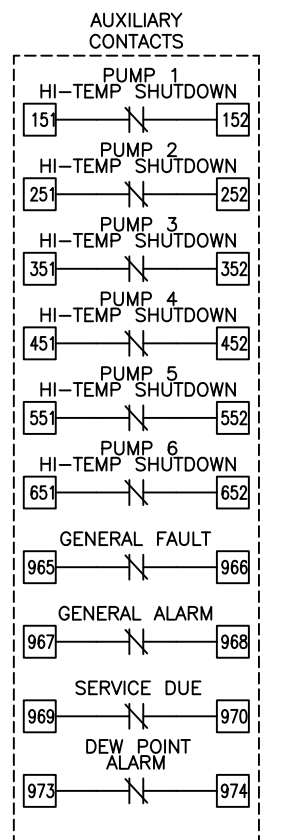 AUXILIARY
CONTACTS
PUMP 1
HI-TEMP SHUTDOWN
151 152
PUMP 2
HI-TEMP SHUTDOWN
251 252
PUMP 3
HI-TEMP SHUTDOWN
351 352
PUMP 4
HI-TEMP SHUTDOWN
451 452
PUMP 5
HI-TEMP SHUTDOWN
551 552
PUMP 6
HI-TEMP SHUTDOWN
651 652
GENERAL FAULT
965 966
GENERAL ALARM
967 968
SERVICE DUE
969 970
DEW POINT
ALARM
973 974